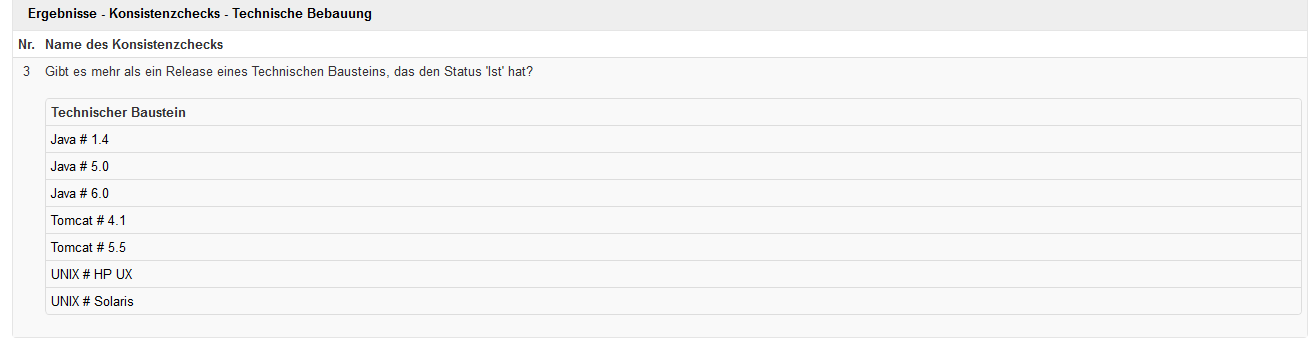 Ergebnisse - Konsistenzchecks - Technische Bebauung
Nr. Name des Konsistenzchecks
3 Gibt es mehr als ein Release eines Technischen Bausteins, das den Status 'Ist' hat?
Technischer Baustein
Java # 1.4
Java # 5.0
Java # 6.0
Tomcat # 4.1
Tomcat # 5.5
UNIX # HP UX
UNIX # Solaris